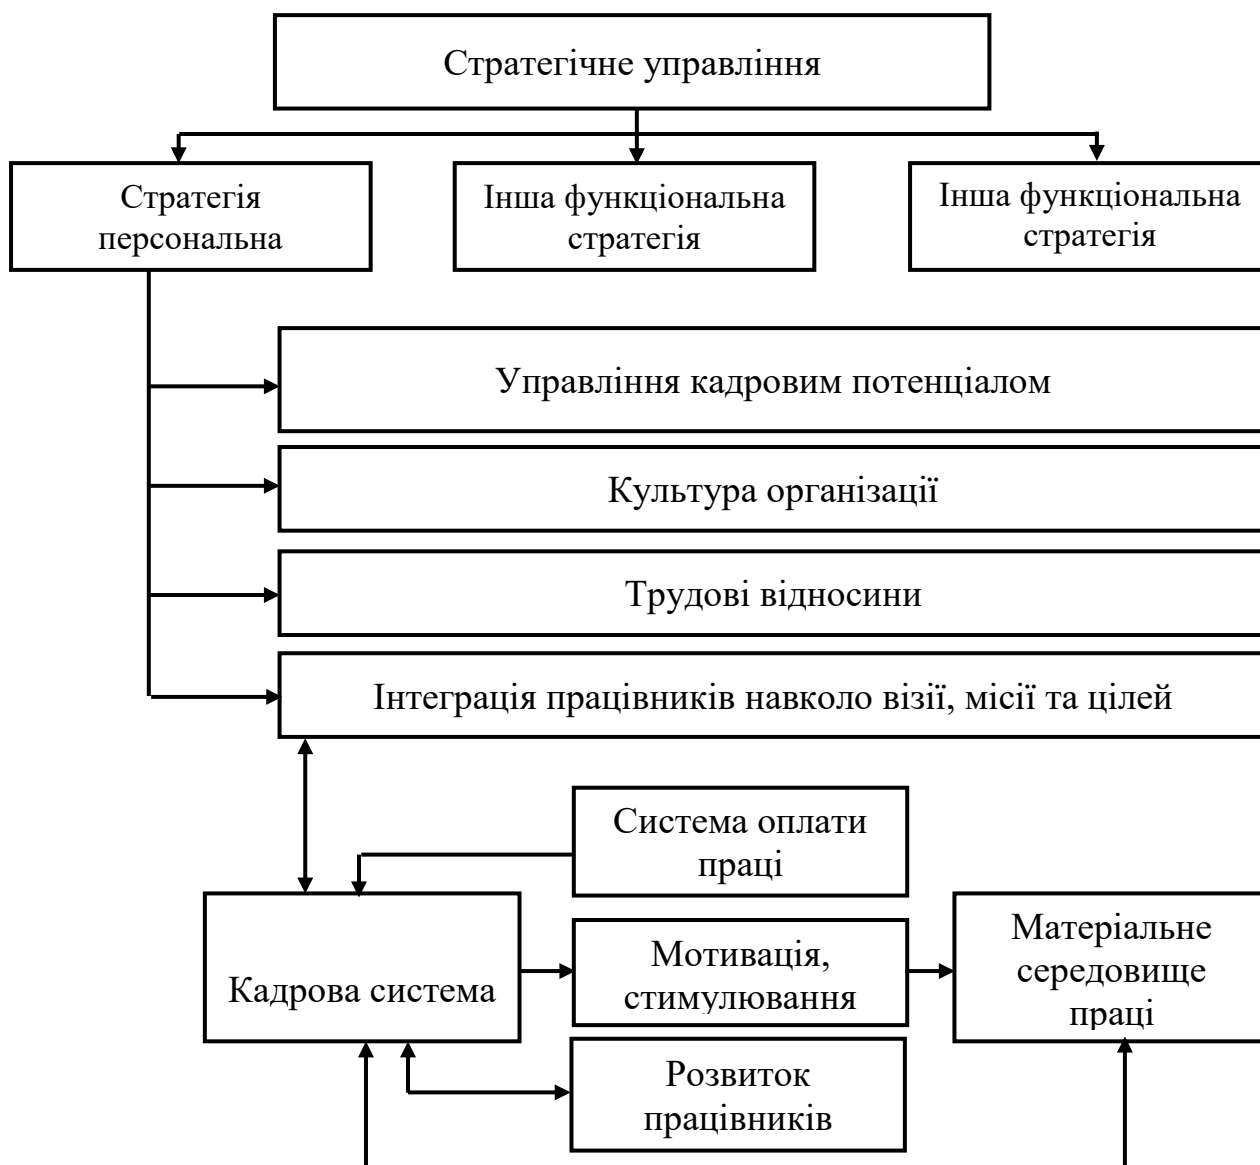 Стратегічне управління
Стратегія
персональна
Інша функціональна
стратегія
Інша функціональна
стратегія
Управління кадровим потенціалом
Культура організації
Трудові відносини
Інтеграція працівників навколо візії, місії та цілей
Система оплати
праці
Кадрова система
Мотивація,
стимулювання
Матеріальне
середовище
праці
Розвиток
працівників